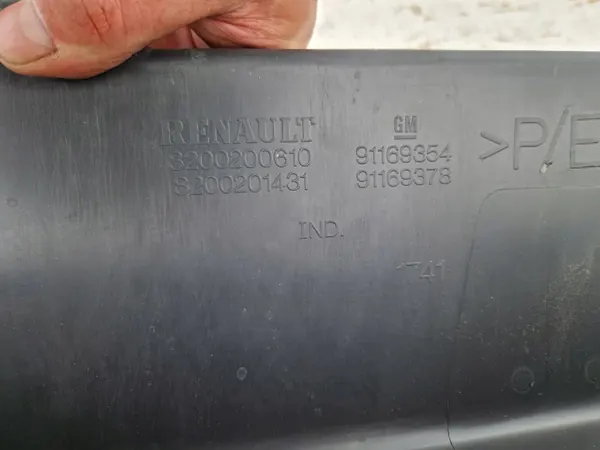 RENAULT
8200200610
8200201431
GM
91169354
91169378
>P/E
IND.
1741